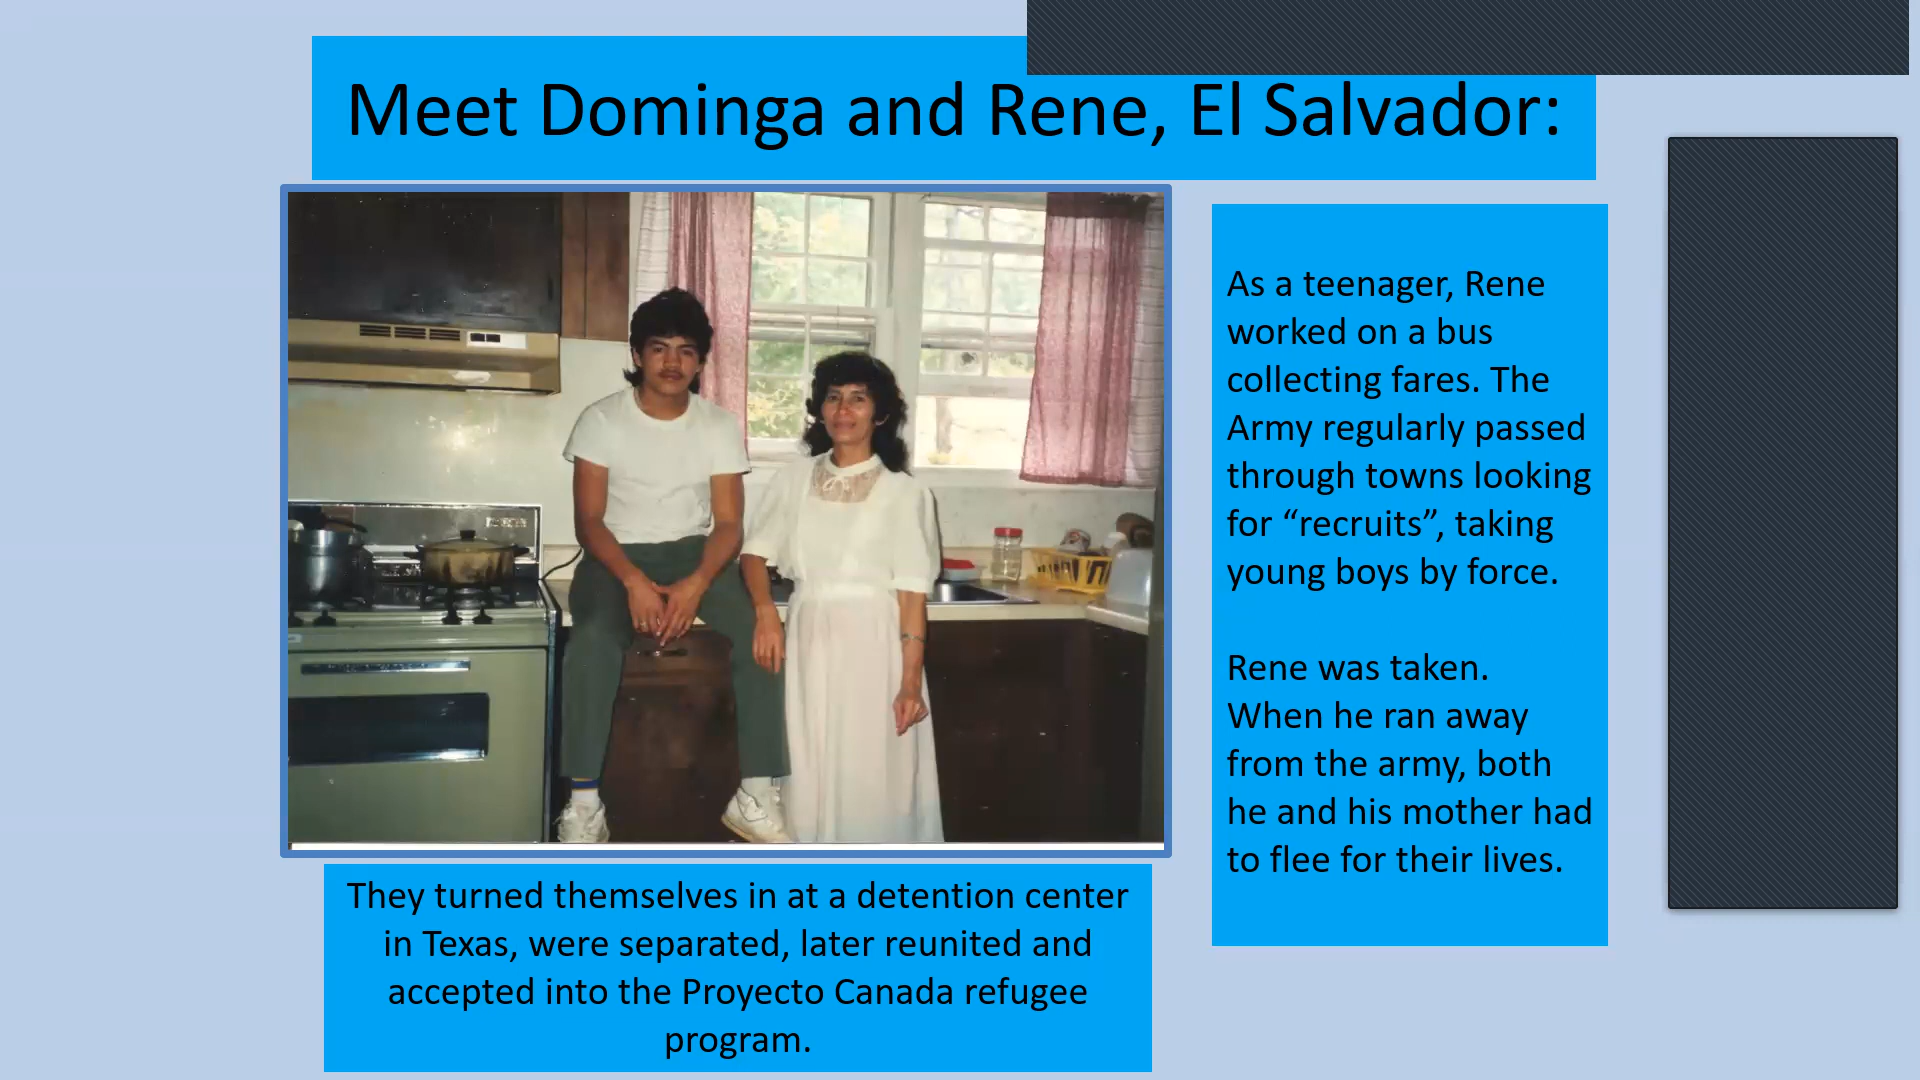 Meet Dominga and Rene, El Salvador:
As a teenager, Rene
worked on a bus
collecting fares. The
Army regularly passed
through towns looking
for “recruits”, taking
young boys by force.
Rene was taken.
When he ran away
from the army, both
he and his mother had
to flee for their lives.
They turned themselves in at a detention center
in Texas, were separated, later reunited and
accepted into the Proyecto Canada refugee
program.